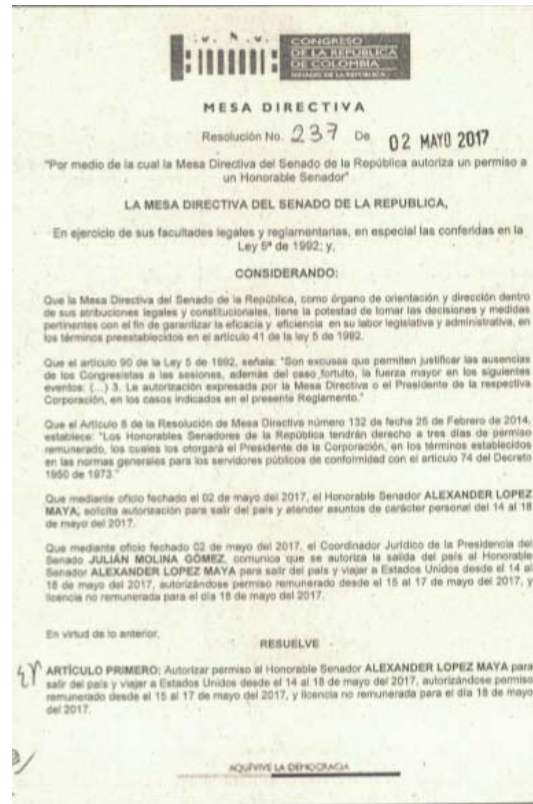 CONGRESO
DE LA REPÚBLICA
DE COLOMBIA
SENADO DE LA REPÚBLICA
MESA DIRECTIVA
Resolución No. 237 De 02 MAYO 2017
"Por medio de la cual la Mesa Directiva del Senado de la República autoriza un permiso a
un Honorable Senador"
LA MESA DIRECTIVA DEL SENADO DE LA REPUBLICA,
En ejercicio de sus facultades legales y reglamentarias, en especial las conferidas en la
Ley 5ª de 1992; y,
CONSIDERANDO:
Que la Mesa Directiva del Senado de la República, como órgano de orientación y dirección dentro
de sus atribuciones legales y constitucionales, tiene la potestad de tomar las decisiones y medidas
pertinentes con el fin de garantizar la eficacia y eficiencia en su labor legislativa y administrativa, en
los términos preestablecidos en el artículo 41 de la ley 5 de 1992.
Que el artículo 90 de la Ley 5 de 1992, señala: "Son excusas que permiten justificar las ausencias
de los Congresistas a las sesiones, además del caso fortuito, la fuerza mayor en los siguientes
eventos: (...) 3. La autorización expresada por la Mesa Directiva o el Presidente de la respectiva
Corporación, en los casos indicados en el presente Reglamento."
Que el Artículo 8 de la Resolución de Mesa Directiva número 132 de fecha 25 de Febrero de 2014,
establece: "Los Honorables Senadores de la República tendrán derecho a tres días de permiso
remunerado, los cuales los otorgará el Presidente de la Corporación, en los términos establecidos
en las normas generales para los servidores públicos de conformidad con el artículo 74 del Decreto
1950 de 1973."
Que mediante oficio fechado el 02 de mayo del 2017, el Honorable Senador ALEXANDER LOPEZ
MAYA, solicita autorización para salir del país y atender asuntos de carácter personal del 14 al 18
de mayo del 2017.
Que mediante oficio fechado 02 de mayo del 2017, el Coordinador Jurídico de la Presidencia del
Senado JULIÁN MOLINA GÓMEZ, comunica que se autoriza la salida del país al Honorable
Senador ALEXANDER LOPEZ MAYA para salir del país y viajar a Estados Unidos desde el 14 al
18 de mayo del 2017, autorizándose permiso remunerado desde el 15 al 17 de mayo del 2017, y
licencia no remunerada para el día 18 de mayo del 2017.
En virtud de lo anterior,
RESUELVE
ARTÍCULO PRIMERO: Autorizar permiso al Honorable Senador ALEXANDER LOPEZ MAYA para
salir del país y viajar a Estados Unidos desde el 14 al 18 de mayo del 2017, autorizándose permiso
remunerado desde el 15 al 17 de mayo del 2017, y licencia no remunerada para el día 18 de mayo
del 2017.
AQUÍVIVE LA DEMOCRACIA